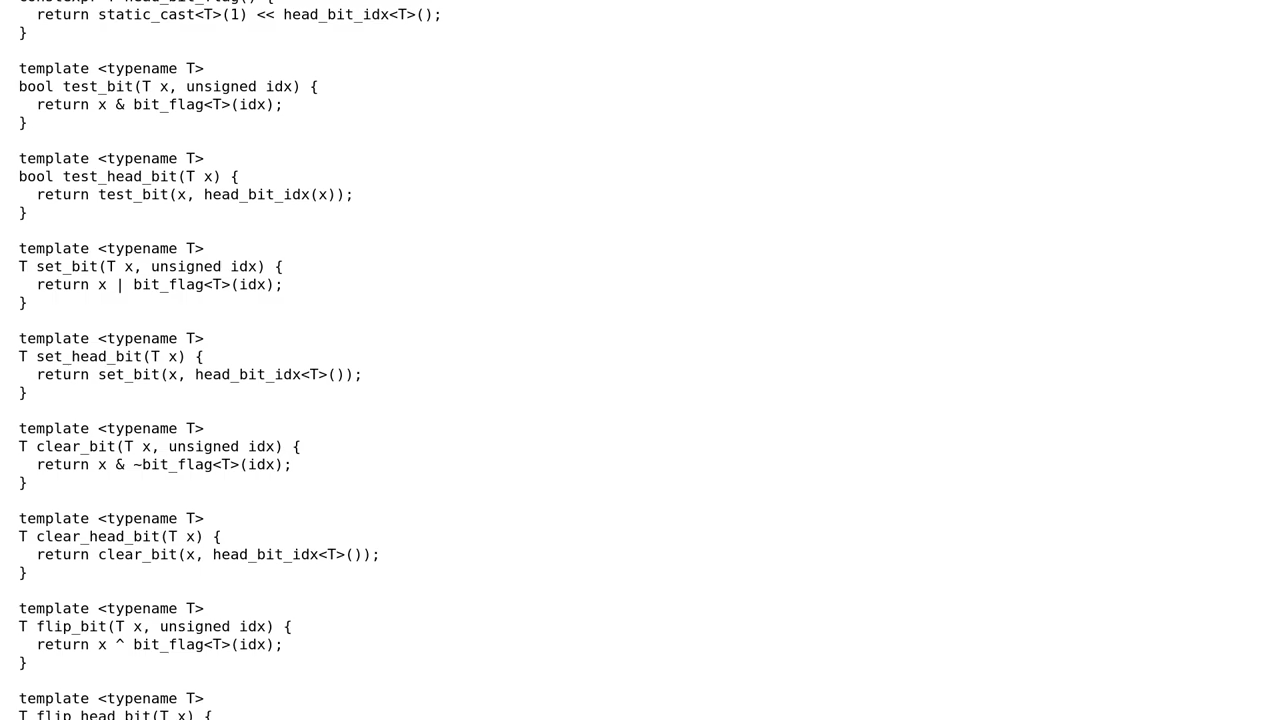 constexpr T head_bit_flag() {
  return static_cast<T>(1) << head_bit_idx<T>();
}

template <typename T>
bool test_bit(T x, unsigned idx) {
  return x & bit_flag<T>(idx);
}

template <typename T>
bool test_head_bit(T x) {
  return test_bit(x, head_bit_idx(x));
}

template <typename T>
T set_bit(T x, unsigned idx) {
  return x | bit_flag<T>(idx);
}

template <typename T>
T set_head_bit(T x) {
  return set_bit(x, head_bit_idx<T>());
}

template <typename T>
T clear_bit(T x, unsigned idx) {
  return x & ~bit_flag<T>(idx);
}

template <typename T>
T clear_head_bit(T x) {
  return clear_bit(x, head_bit_idx<T>());
}

template <typename T>
T flip_bit(T x, unsigned idx) {
  return x ^ bit_flag<T>(idx);
}

template <typename T>
T flip_head_bit(T x) {